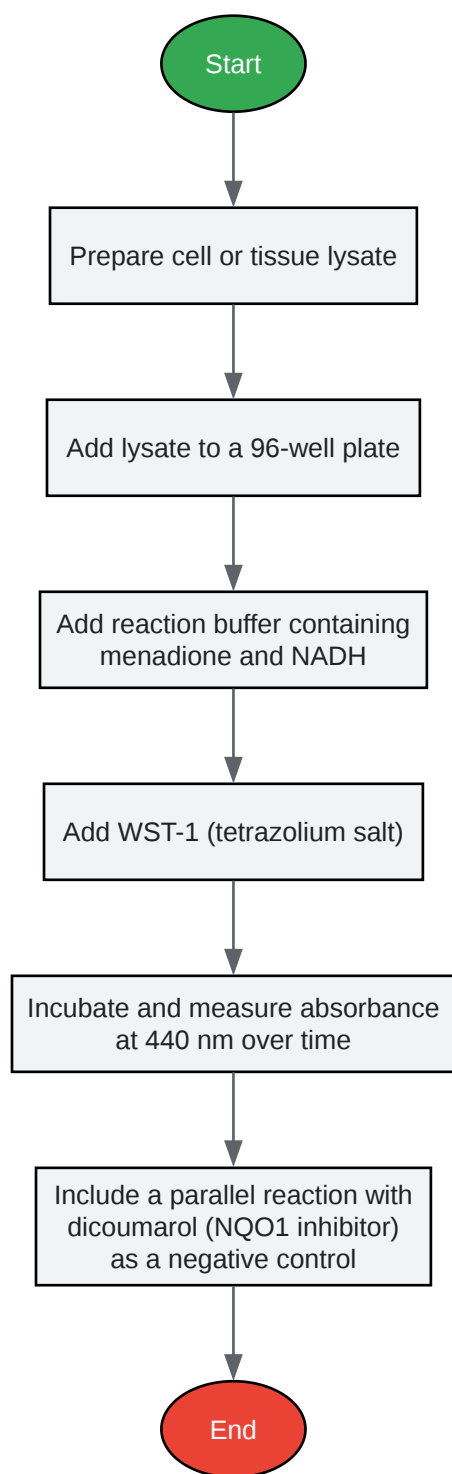 Start
Prepare cell or tissue lysate
Add lysate to a 96-well plate
Add reaction buffer containing
menadione and NADH
Add WST-1 (tetrazolium salt)
Incubate and measure absorbance
at 440 nm over time
Include a parallel reaction with
dicoumarol (NQO1 inhibitor)
as a negative control
End